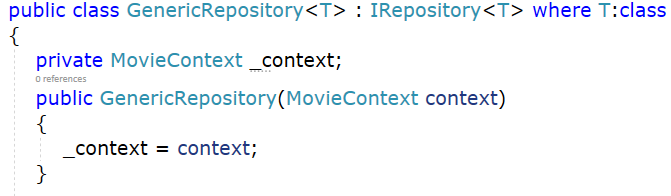 public class GenericRepository<T> : IRepository<T> where T:class
{
private MovieContext _context;
0 references
public GenericRepository(MovieContext context)
{
_context = context;
}